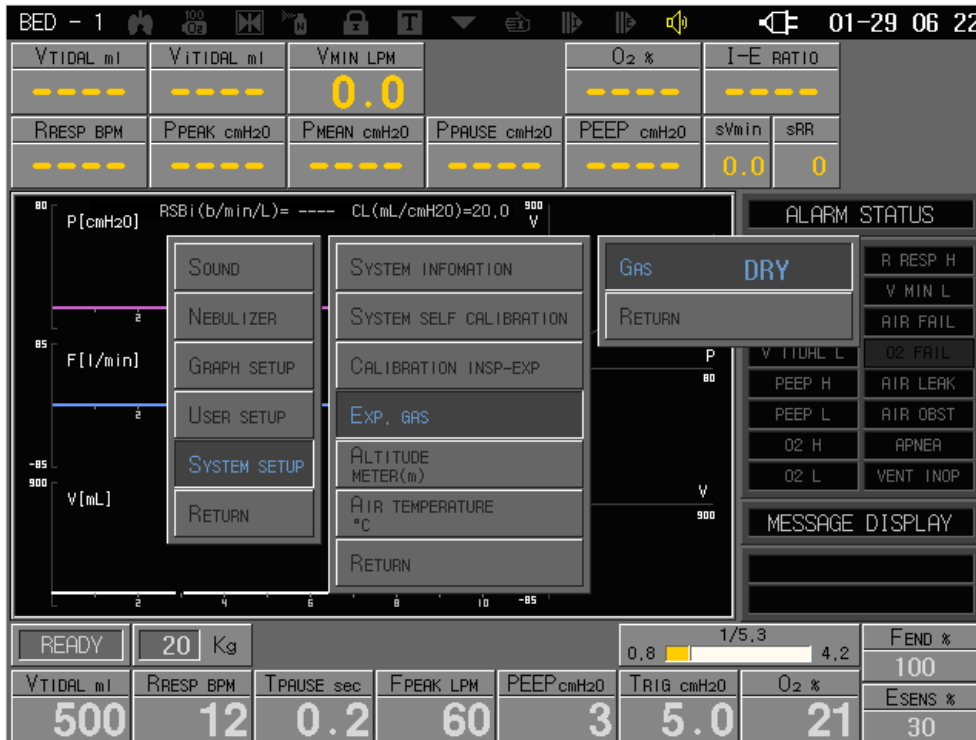 BED - 1 100 O2 T 01-29 06 22
VTIDAL ml VITIDAL ml VMIN LPM O2 % I-E RATIO
---- ---- 0.0 ---- ----
RRESP BPM PPEAK cmH2O PMEAN cmH2O PPAUSE cmH2O PEEP cmH2O sVmin sRR
---- ---- ---- ---- ---- 0.0 0
80 P[cmH2O] RSBi(b/min/L)= ---- CL(mL/cmH2O)=20,0 900 V
2
85 F[l/min]
2
-85
900 V[mL]
2 4 6 8 10 -85
P
80
V
900
SOUND
NEBULIZER
GRAPH SETUP
USER SETUP
SYSTEM SETUP
RETURN
SYSTEM INFOMATION
SYSTEM SELF CALIBRATION
CALIBRATION INSP-EXP
EXP, GAS
ALTITUDE
METER(m)
AIR TEMPERATURE
°C
RETURN
GAS DRY
RETURN
ALARM STATUS
R RESP H
V MIN L
AIR FAIL
V TIDAL L O2 FAIL
PEEP H AIR LEAK
PEEP L AIR OBST
O2 H APNEA
O2 L VENT INOP
MESSAGE DISPLAY
READY 20 Kg 1/5,3 0,8 4,2 FEND %
100
VTIDAL ml RRESP BPM TPAUSE sec FPEAK LPM PEEP cmH2O TRIG cmH2O O2 % ESENS %
500 12 0.2 60 3 5.0 21 30